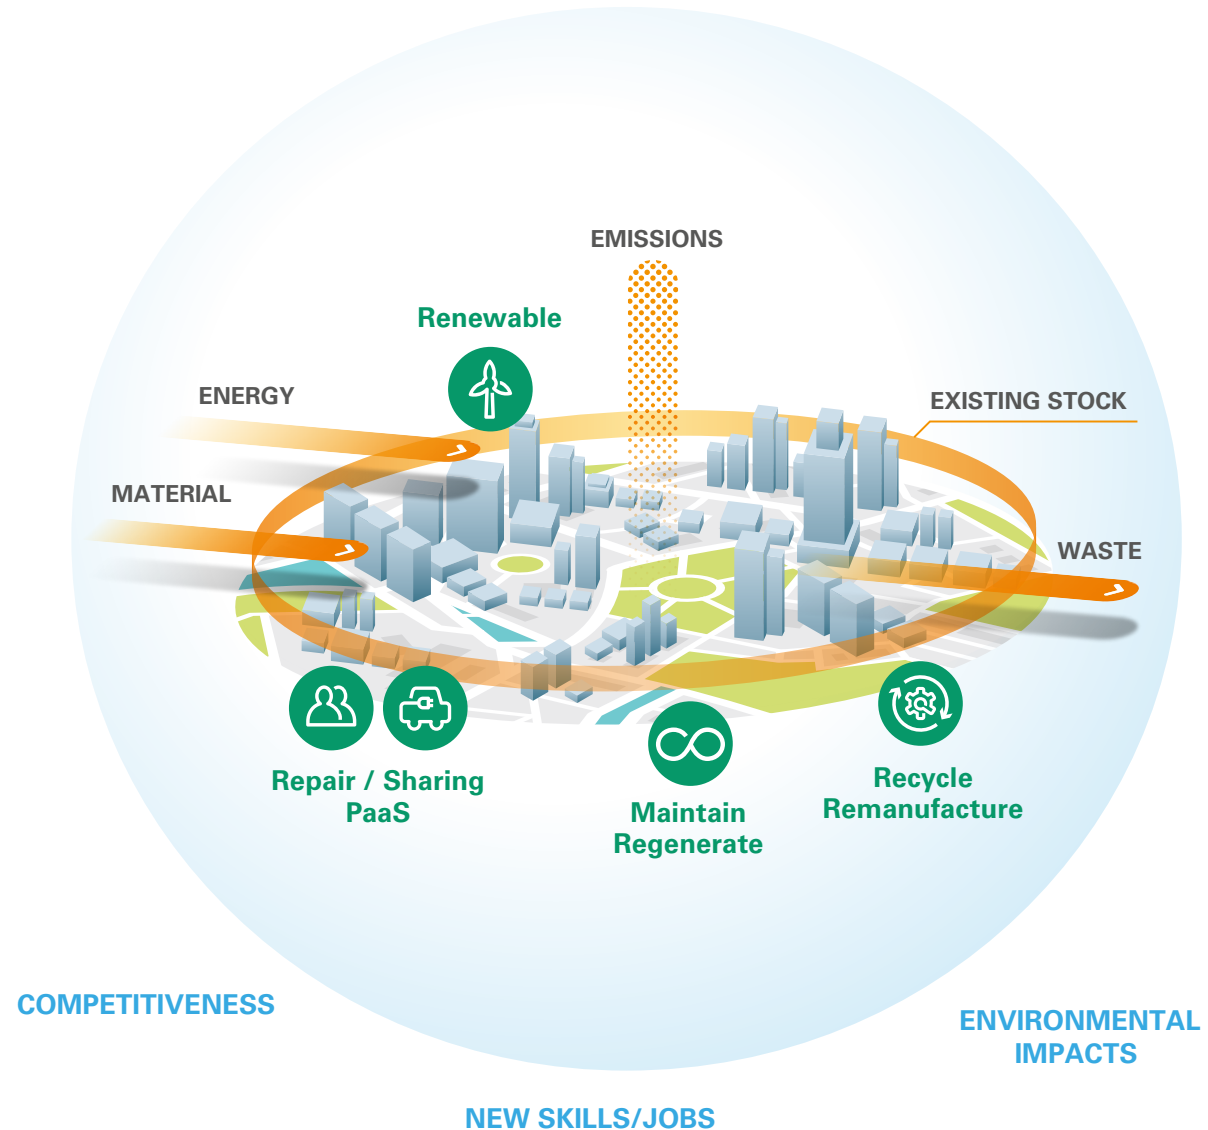 EMISSIONS
Renewable
ENERGY
EXISTING STOCK
MATERIAL
WASTE
Repair / Sharing
PaaS
Maintain
Regenerate
Recycle
Remanufacture
COMPETITIVENESS
ENVIRONMENTAL
IMPACTS
NEW SKILLS/JOBS